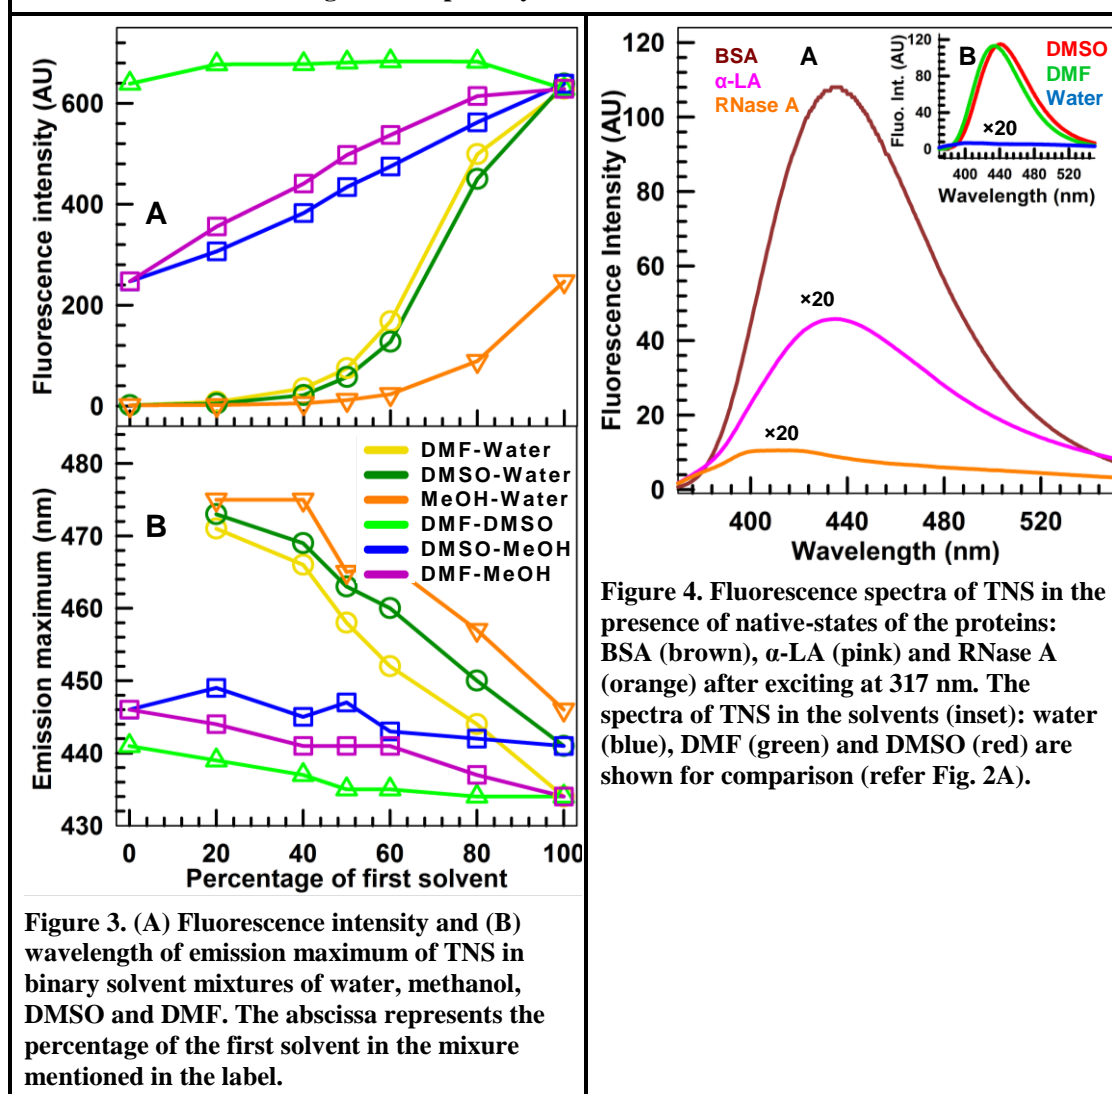 Fluorescence intensity (AU)
600
400
200
0
A
Emission maximum (nm)
480
470
460
450
440
430
B
DMF-Water
DMSO-Water
MeOH-Water
DMF-DMSO
DMSO-MeOH
DMF-MeOH
0 20 40 60 80 100
Percentage of first solvent
Figure 3. (A) Fluorescence intensity and (B)
wavelength of emission maximum of TNS in
binary solvent mixtures of water, methanol,
DMSO and DMF. The abscissa represents the
percentage of the first solvent in the mixure
mentioned in the label.
Fluorescence Intensity (AU)
120
100
80
60
40
20
0
BSA
α-LA
RNase A
A
×20
×20
400 440 480 520
Wavelength (nm)
Fluo. Int. (AU)
120
80
40
0
B
DMSO
DMF
Water
×20
400 440 480 520
Wavelength (nm)
Figure 4. Fluorescence spectra of TNS in the
presence of native-states of the proteins:
BSA (brown), α-LA (pink) and RNase A
(orange) after exciting at 317 nm. The
spectra of TNS in the solvents (inset): water
(blue), DMF (green) and DMSO (red) are
shown for comparison (refer Fig. 2A).